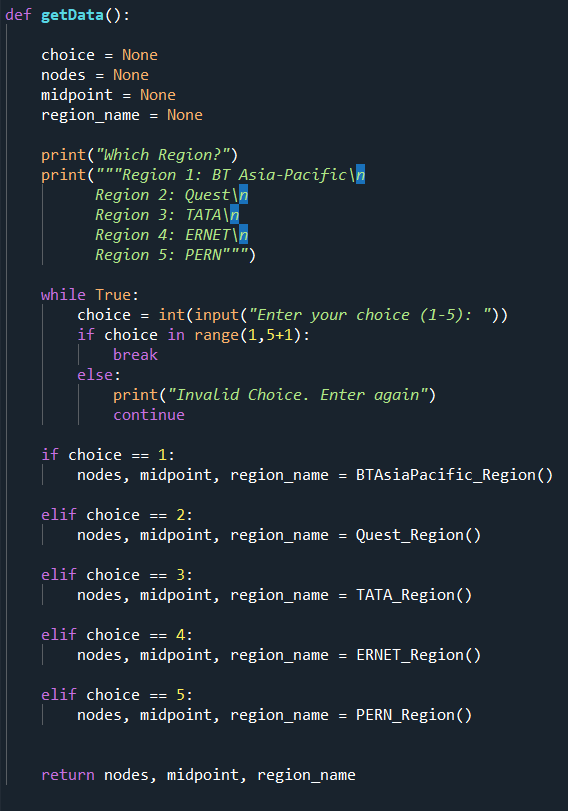 def getData():
    choice = None
    nodes = None
    midpoint = None
    region_name = None
    print("Which Region?")
    print("""Region 1: BT Asia-Pacific\n
          Region 2: Quest\n
          Region 3: TATA\n
          Region 4: ERNET\n
          Region 5: PERN""")
    while True:
        choice = int(input("Enter your choice (1-5): "))
        if choice in range(1,5+1):
            break
        else:
            print("Invalid Choice. Enter again")
            continue
    if choice == 1:
        nodes, midpoint, region_name = BTAsiaPacific_Region()
    elif choice == 2:
        nodes, midpoint, region_name = Quest_Region()
    elif choice == 3:
        nodes, midpoint, region_name = TATA_Region()
    elif choice == 4:
        nodes, midpoint, region_name = ERNET_Region()
    elif choice == 5:
        nodes, midpoint, region_name = PERN_Region()
    return nodes, midpoint, region_name